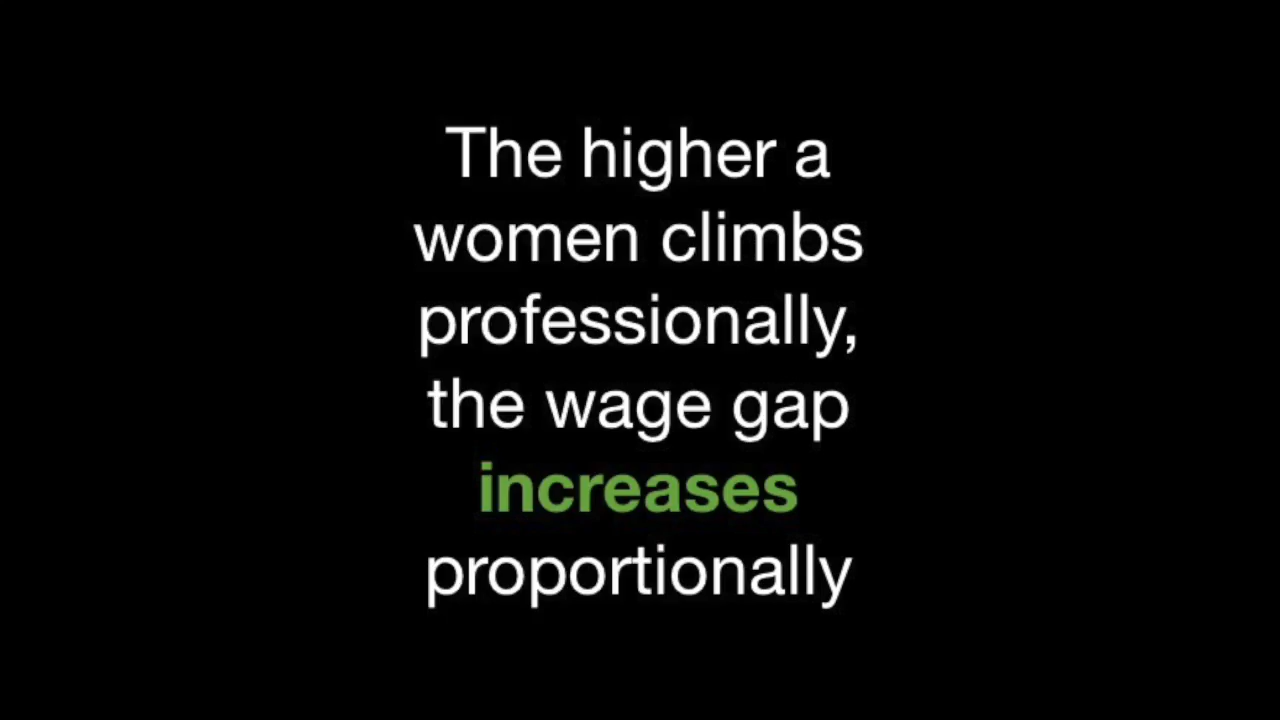 The higher a
women climbs
professionally,
the wage gap
increases
proportionally